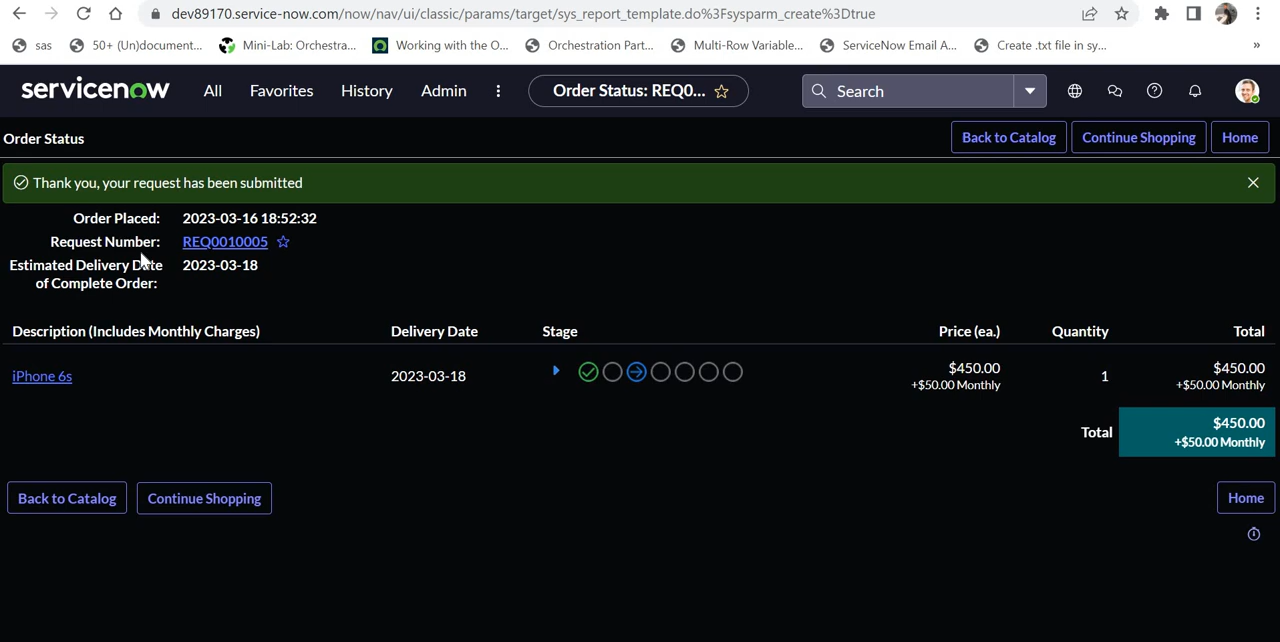 dev89170.service-now.com/now/nav/ui/classic/params/target/sys_report_template.do%3Fsysparm_create%3Dtrue
sas 50+ (Un)document... Mini-Lab: Orchestra... Working with the O... Orchestration Part... Multi-Row Variable... ServiceNow Email A... Create .txt file in sy... »
servicenow All Favorites History Admin Order Status: REQ0... Search
Order Status Back to Catalog Continue Shopping Home
Thank you, your request has been submitted
Order Placed: 2023-03-16 18:52:32
Request Number: REQ0010005
Estimated Delivery Date 2023-03-18
of Complete Order:
Description (Includes Monthly Charges) Delivery Date Stage Price (ea.) Quantity Total
iPhone 6s 2023-03-18 $450.00 1 $450.00
+$50.00 Monthly +$50.00 Monthly
Total $450.00
+$50.00 Monthly
Back to Catalog Continue Shopping Home